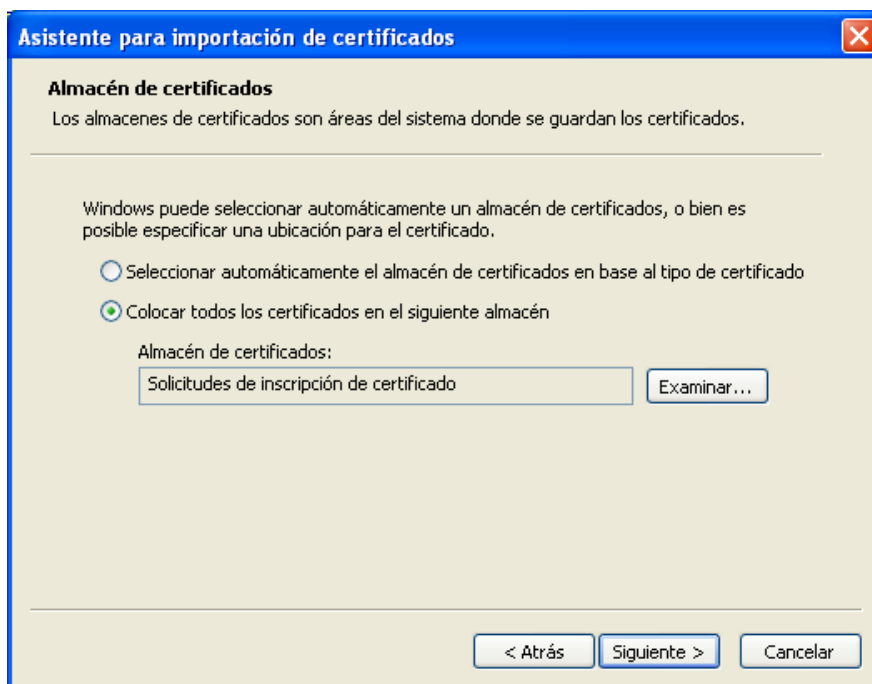 Asistente para importación de certificados
Almacén de certificados
Los almacenes de certificados son áreas del sistema donde se guardan los certificados.
Windows puede seleccionar automáticamente un almacén de certificados, o bien es
posible especificar una ubicación para el certificado.
Seleccionar automáticamente el almacén de certificados en base al tipo de certificado
Colocar todos los certificados en el siguiente almacén
Almacén de certificados:
Solicitudes de inscripción de certificado
Examinar...
< Atrás
Siguiente >
Cancelar